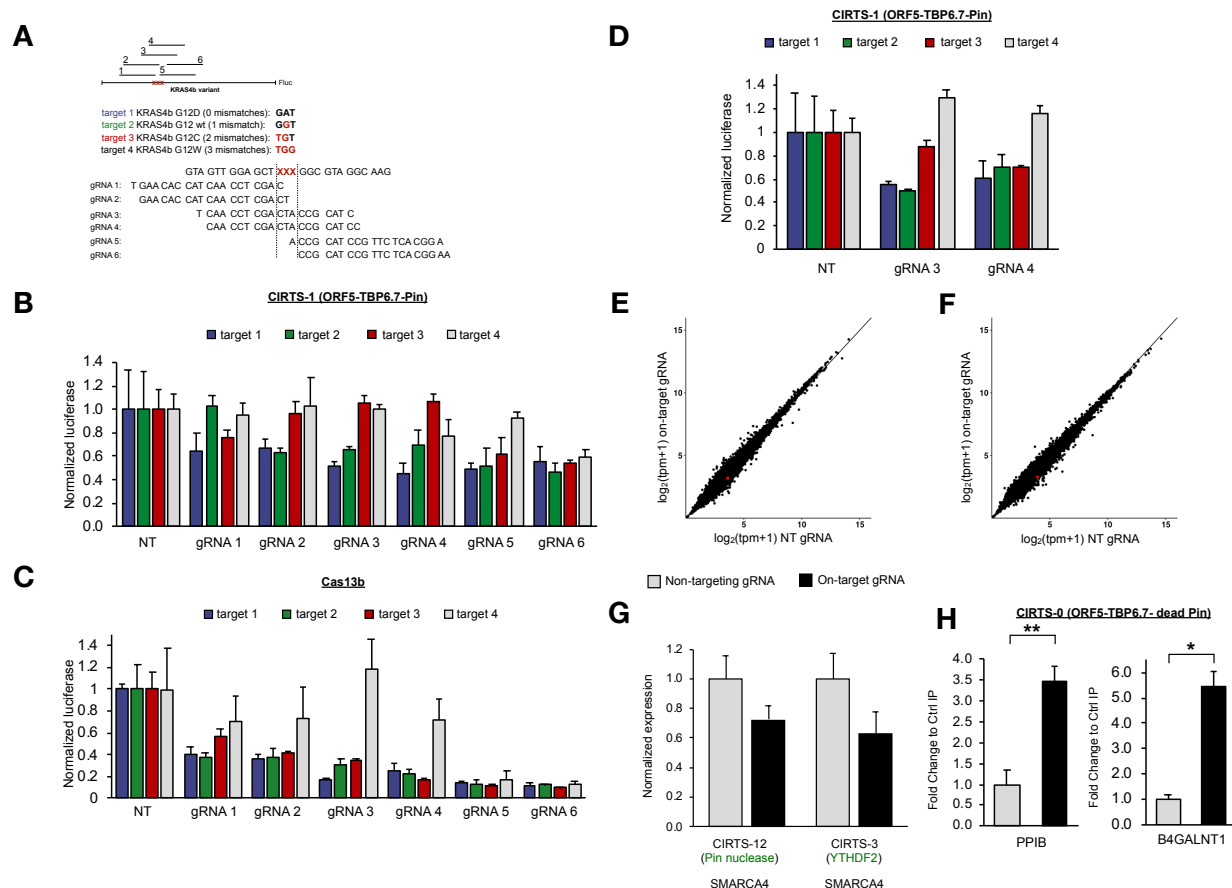 A
4
3
2 6
1 5
xxx Fluc
KRAS4b variant
target 1 KRAS4b G12D (0 mismatches): GAT
target 2 KRAS4b G12 wt (1 mismatch): GGT
target 3 KRAS4b G12C (2 mismatches): TGT
target 4 KRAS4b G12W (3 mismatches): TGG
GTA GTT GGA GCT XXX GGC GTA GGC AAG
gRNA 1: T GAA CAC CAT CAA CCT CGA C
gRNA 2: GAA CAC CAT CAA CCT CGA CT
gRNA 3: T CAA CCT CGA CTA CCG CAT C
gRNA 4: CAA CCT CGA CTA CCG CAT CC
gRNA 5: A CCG CAT CCG TTC TCA CGG A
gRNA 6: CCG CAT CCG TTC TCA CGG AA
B
CIRTS-1 (ORF5-TBP6.7-Pin)
target 1 target 2 target 3 target 4
Normalized luciferase
1.4
1.2
1.0
0.8
0.6
0.4
0.2
0.0
NT gRNA 1 gRNA 2 gRNA 3 gRNA 4 gRNA 5 gRNA 6
C
Cas13b
target 1 target 2 target 3 target 4
Normalized luciferase
1.4
1.2
1
0.8
0.6
0.4
0.2
0
NT gRNA 1 gRNA 2 gRNA 3 gRNA 4 gRNA 5 gRNA 6
D
CIRTS-1 (ORF5-TBP6.7-Pin)
target 1 target 2 target 3 target 4
Normalized luciferase
1.4
1.2
1
0.8
0.6
0.4
0.2
0
NT gRNA 3 gRNA 4
E
log2(tpm+1) on-target gRNA
15
10
5
5 10 15
log2(tpm+1) NT gRNA
F
log2(tpm+1) on-target gRNA
15
10
5
5 10 15
log2(tpm+1) NT gRNA
Non-targeting gRNA On-target gRNA
G
Normalized expression
1.2
1.0
0.8
0.6
0.4
0.2
0.0
CIRTS-12 CIRTS-3
(Pin nuclease) (YTHDF2)
SMARCA4 SMARCA4
H
CIRTS-0 (ORF5-TBP6.7- dead Pin)
Fold Change to Ctrl IP
4.0
3.5
3.0
2.5
2.0
1.5
1.0
0.5
0.0
**
PPIB
Fold Change to Ctrl IP
6.0
5.0
4.0
3.0
2.0
1.0
0.0
*
B4GALNT1